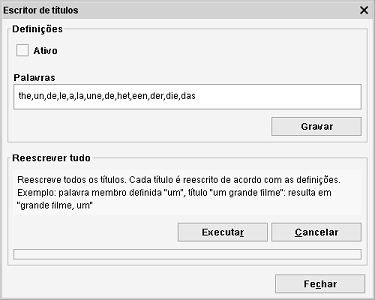 Escritor de títulos
Definições
Ativo
Palavras
the,un,de,le,a,la,une,de,het,een,der,die,das
Gravar
Reescrever tudo
Reescreve todos os títulos. Cada título é reescrito de acordo com as definições.
Exemplo: palavra membro definida "um", título "um grande filme": resulta em
"grande filme, um"
Executar
Cancelar
Fechar